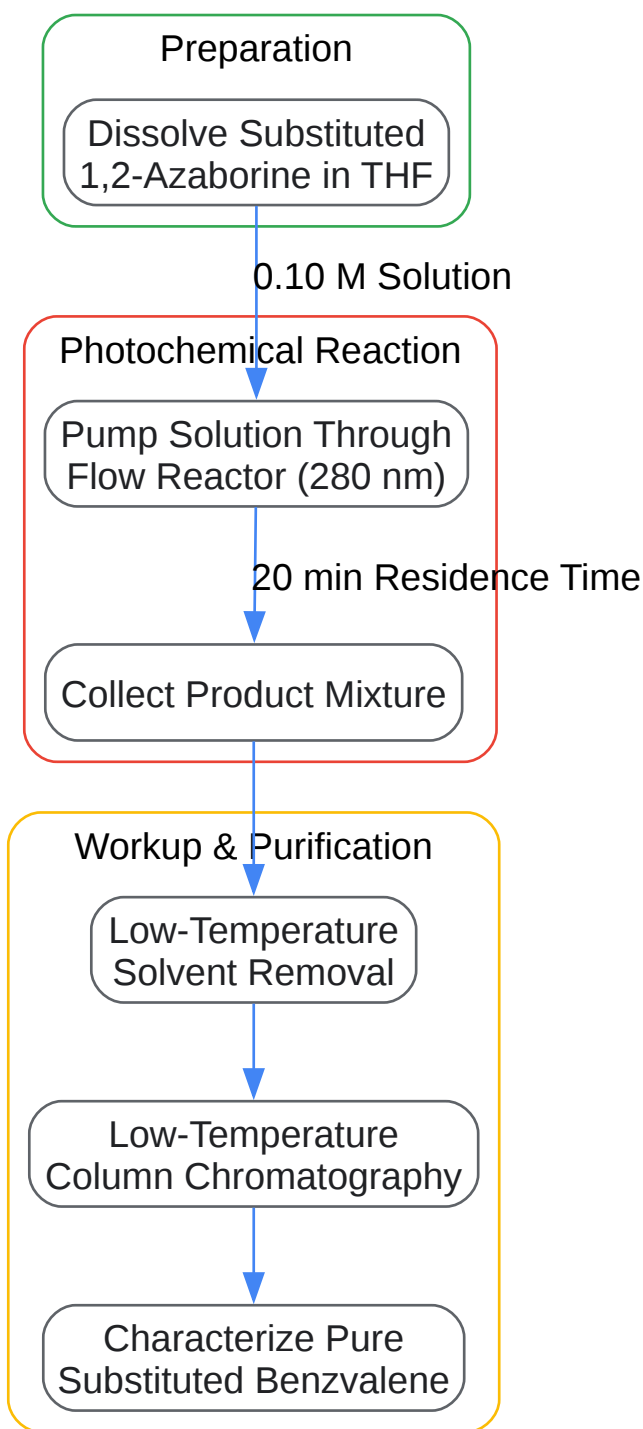 Preparation
Dissolve Substituted
1,2-Azaborine in THF
0.10 M Solution
Photochemical Reaction
Pump Solution Through
Flow Reactor (280 nm)
20 min Residence Time
Collect Product Mixture
Workup & Purification
Low-Temperature
Solvent Removal
Low-Temperature
Column Chromatography
Characterize Pure
Substituted Benzvalene